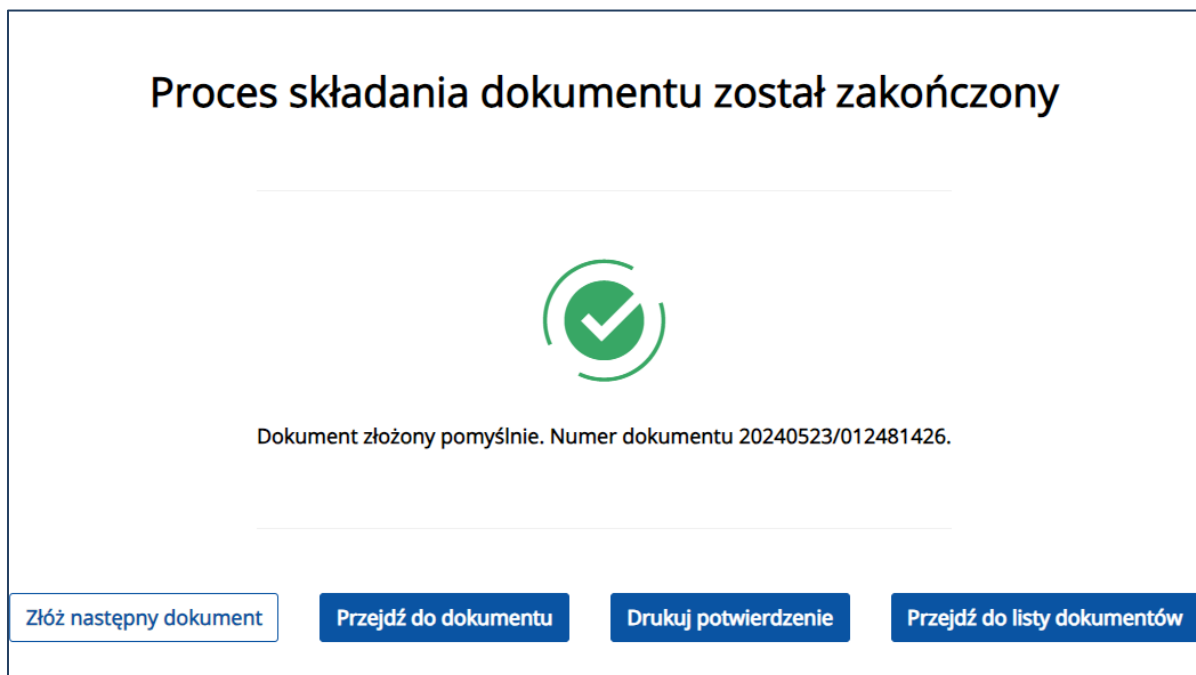 Proces składania dokumentu został zakończony
Dokument złożony pomyślnie. Numer dokumentu 20240523/012481426.
Złóż następny dokument
Przejdź do dokumentu
Drukuj potwierdzenie
Przejdź do listy dokumentów